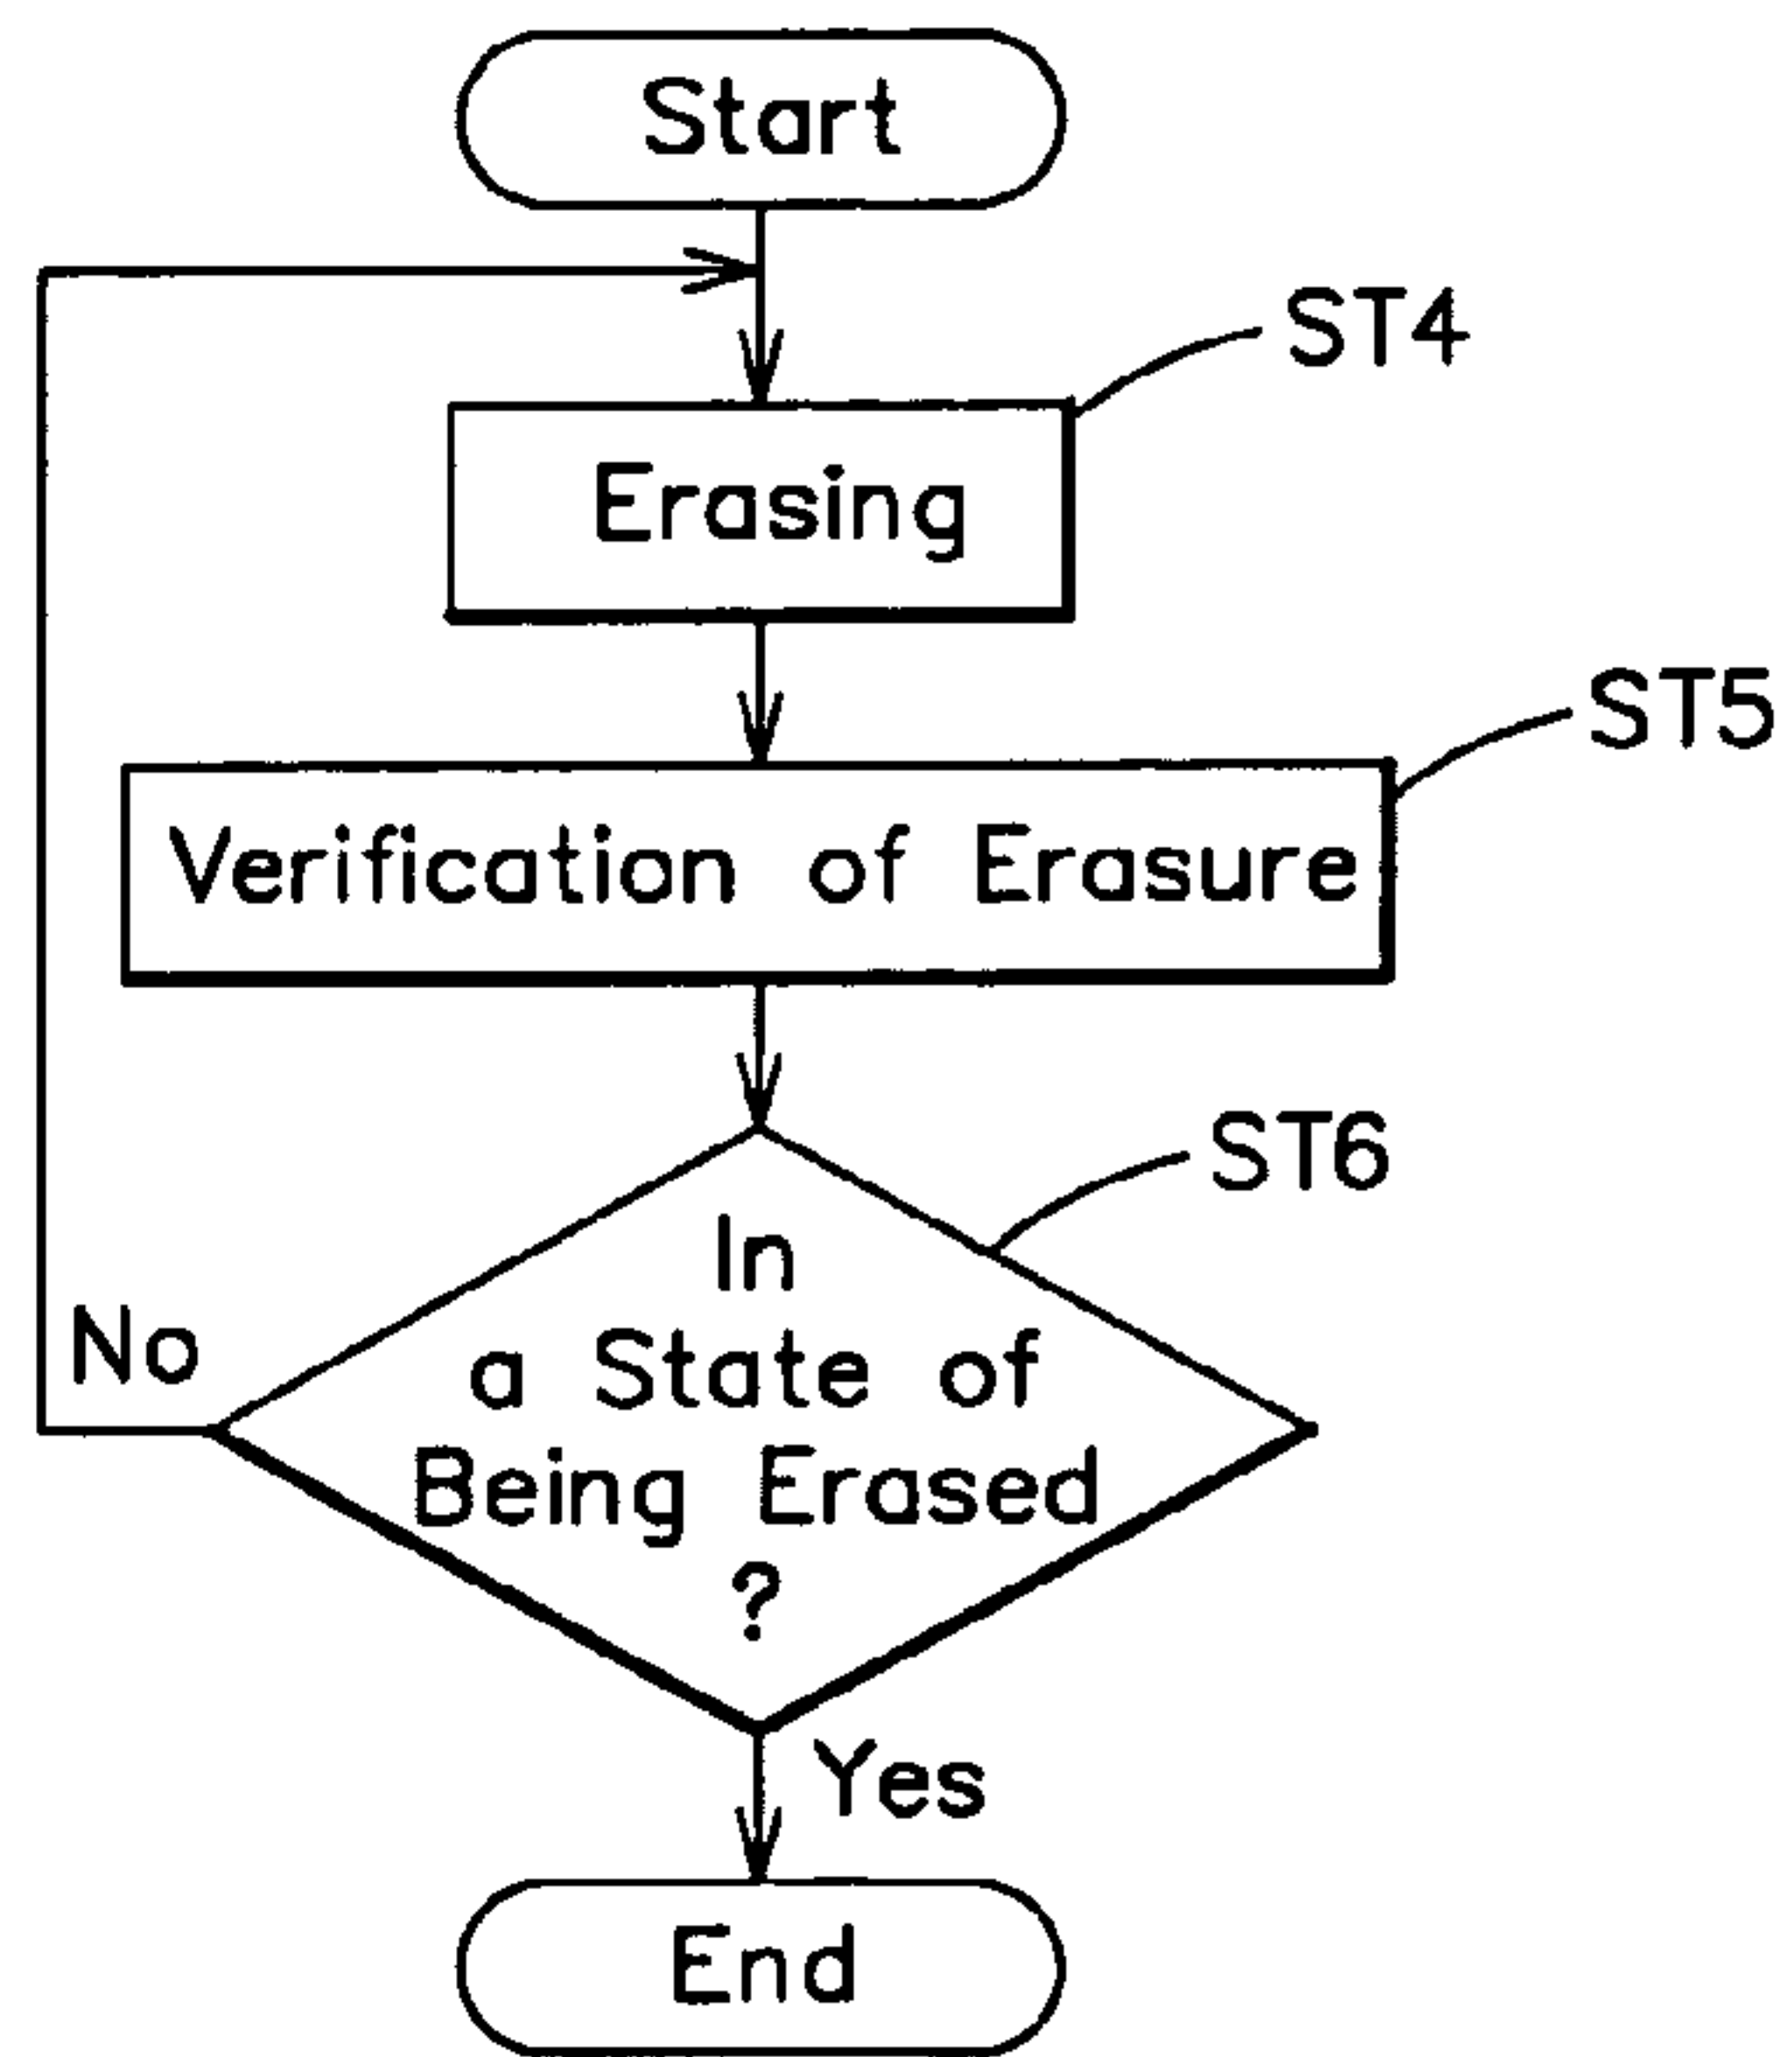 Start
ST4
Erasing
ST5
Verification of Erasure
ST6
In
a State of
Being Erased
?
No
Yes
End